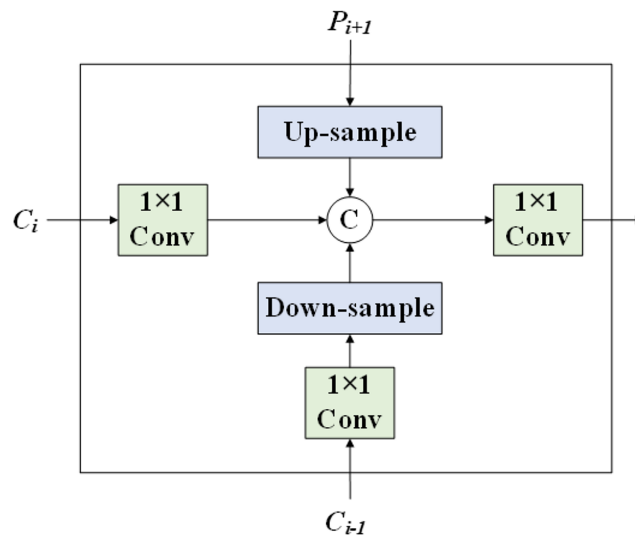 P_{i+1}
Up-sample
C_i
1×1
Conv
C
1×1
Conv
Down-sample
1×1
Conv
C_{i-1}